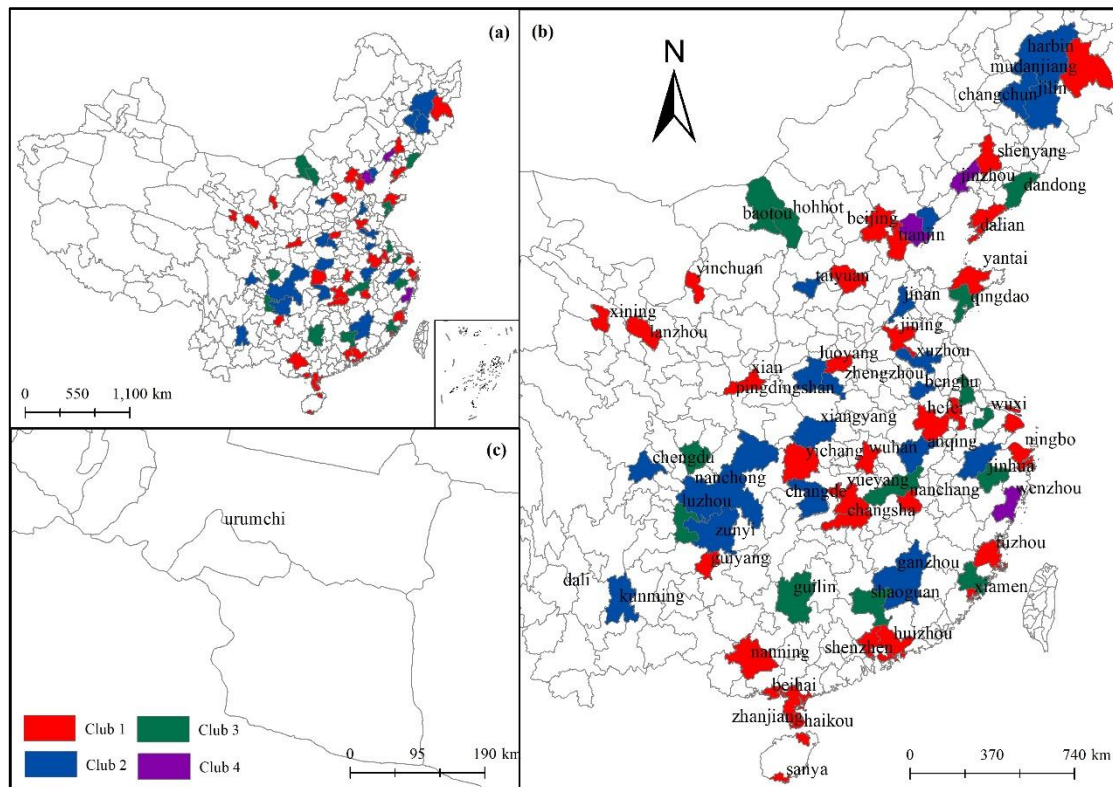 (a)
0 550 1,100 km
(b)
N
harbin
mudanjiang
jilin
changchun
shenyang
jinzhou
dandong
hohhot
baotou
beijing
tianjin
dalian
yantai
yinchuan
taiyuan
jinan
qingdao
xining
lanzhou
jining
luoyang
xuzhou
xian
zhengzhou
pingdingshan
bengbu
hefei
wuxi
xiangyang
wuhan
anqing
ningbo
chengdu
yichang
jinhua
nanchong
yueyang
changde
nanchang
wenzhou
luzhou
changsha
zunyi
guiyang
fuzhou
ganzhou
dali
guilin
xiamen
kunming
shaoguan
huizhou
nanning
shenzhen
beihai
zhanjiang
haikou
sanya
0 370 740 km
(c)
urumchi
Club 1
Club 3
Club 2
Club 4
0 95 190 km